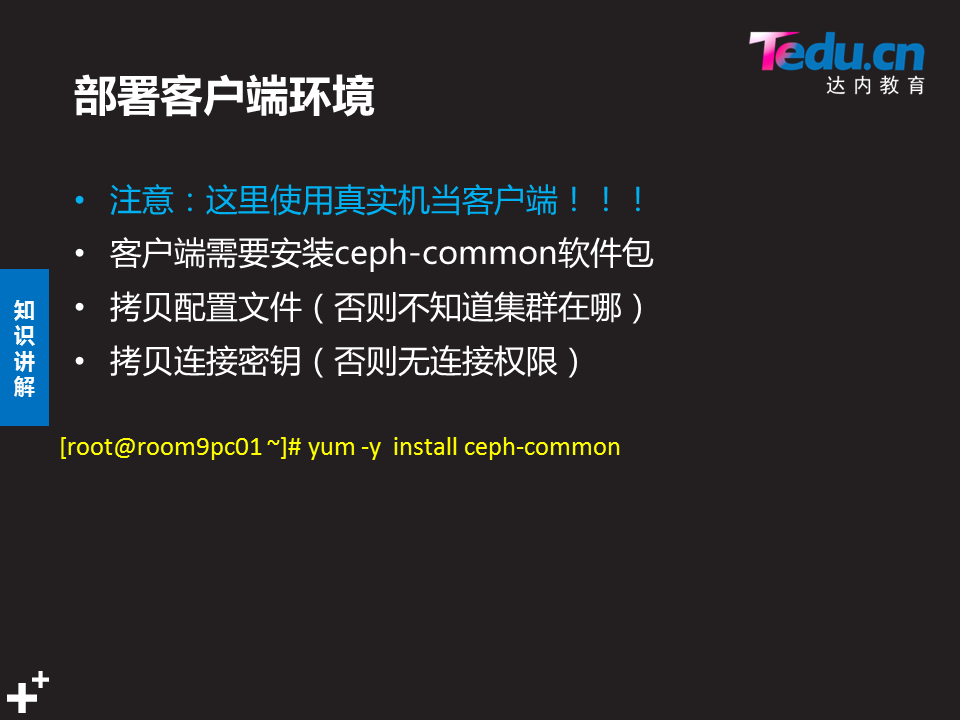 Tedu.cn
达内教育
部署客户端环境
• 注意：这里使用真实机当客户端！！！
• 客户端需要安装ceph-common软件包
• 拷贝配置文件（否则不知道集群在哪）
• 拷贝连接密钥（否则无连接权限）
知识讲解
[root@room9pc01 ~]# yum -y  install ceph-common